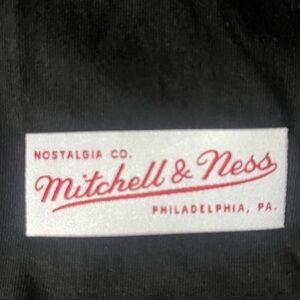 NOSTALGIA CO.
Mitchell & Ness
PHILADELPHIA, PA.